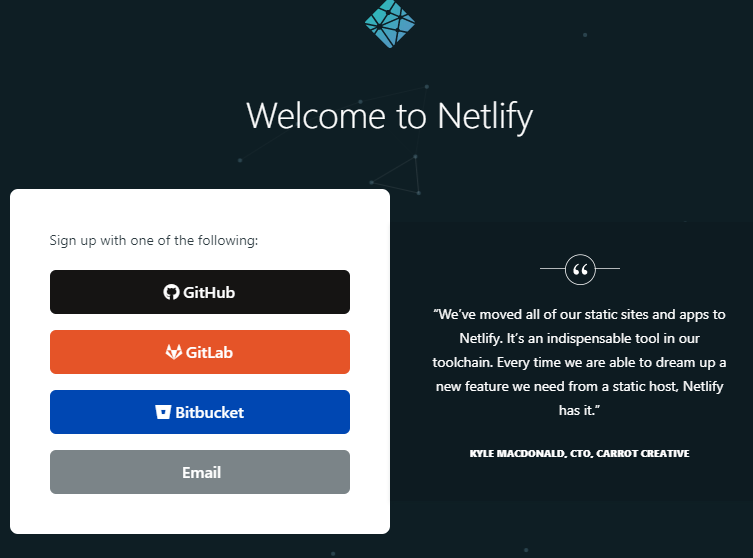 Welcome to Netlify
Sign up with one of the following:
GitHub
GitLab
Bitbucket
Email
“We’ve moved all of our static sites and apps to
Netlify. It’s an indispensable tool in our
toolchain. Every time we are able to dream up a
new feature we need from a static host, Netlify
has it.”
KYLE MACDONALD, CTO, CARROT CREATIVE